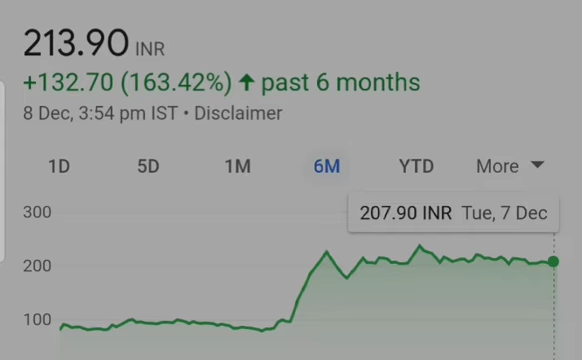 213.90 INR
+132.70 (163.42%) ↑ past 6 months
8 Dec, 3:54 pm IST • Disclaimer
1D 5D 1M 6M YTD More
207.90 INR Tue, 7 Dec
300
200
100